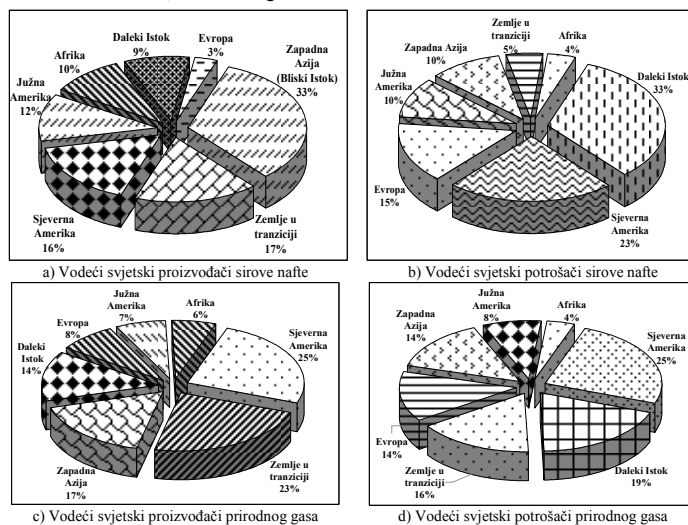 Daleki Istok
9%
Evropa
3%
Zapadna
Azija
(Bliski Istok)
33%
Afrika
10%
Južna
Amerika
12%
Sjeverna
Amerika
16%
Zemlje u
tranziciji
17%
a) Vodeći svjetski proizvođači sirove nafte
Zemlje u
tranziciji
5%
Afrika
4%
Zapadna Azija
10%
Daleki Istok
33%
Južna
Amerika
10%
Evropa
15%
Sjeverna
Amerika
23%
b) Vodeći svjetski potrošači sirove nafte
Južna
Amerika
7%
Afrika
6%
Evropa
8%
Sjeverna
Amerika
25%
Daleki
Istok
14%
Zapadna
Azija
17%
Zemlje u
tranziciji
23%
c) Vodeći svjetski proizvođači prirodnog gasa
Južna
Amerika
8%
Afrika
4%
Zapadna
Azija
14%
Sjeverna
Amerika
25%
Evropa
14%
Zemlje u
tranziciji
16%
Daleki Istok
19%
d) Vodeći svjetski potrošači prirodnog gasa